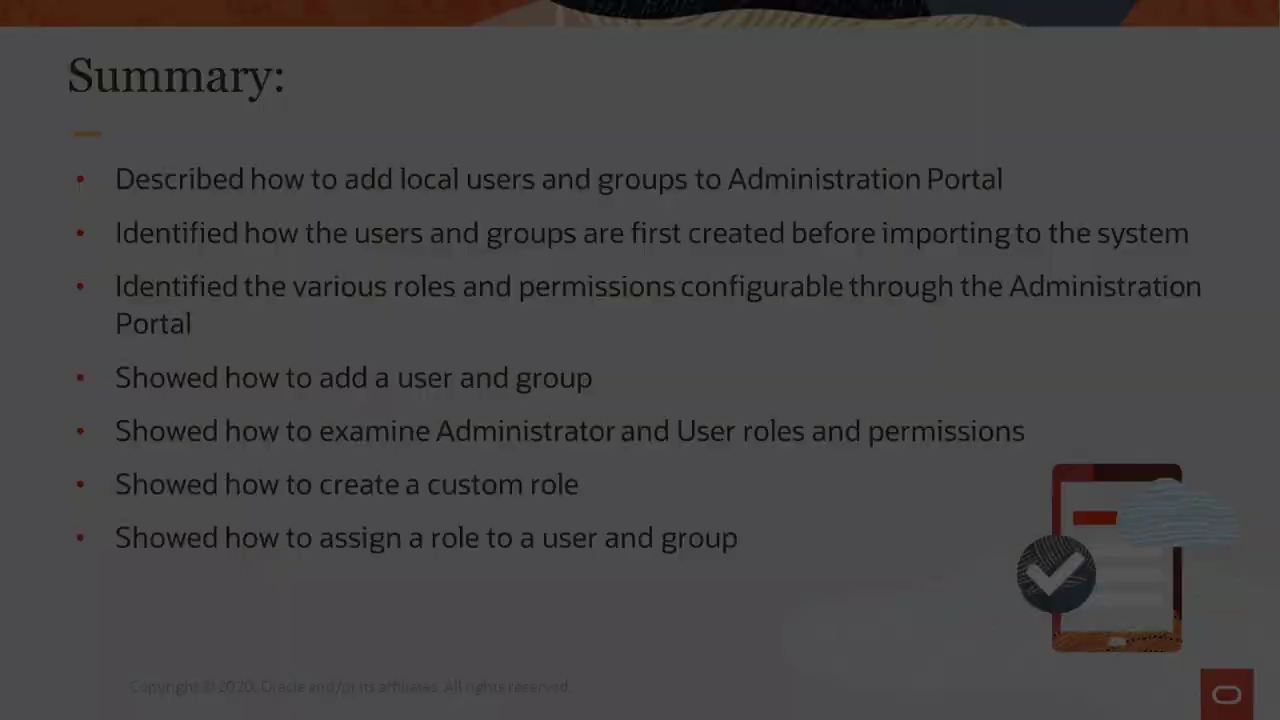 Summary:
• Described how to add local users and groups to Administration Portal
• Identified how the users and groups are first created before importing to the system
• Identified the various roles and permissions configurable through the Administration
Portal
• Showed how to add a user and group
• Showed how to examine Administrator and User roles and permissions
• Showed how to create a custom role
• Showed how to assign a role to a user and group
Copyright © 2020, Oracle and/or its affiliates. All rights reserved.